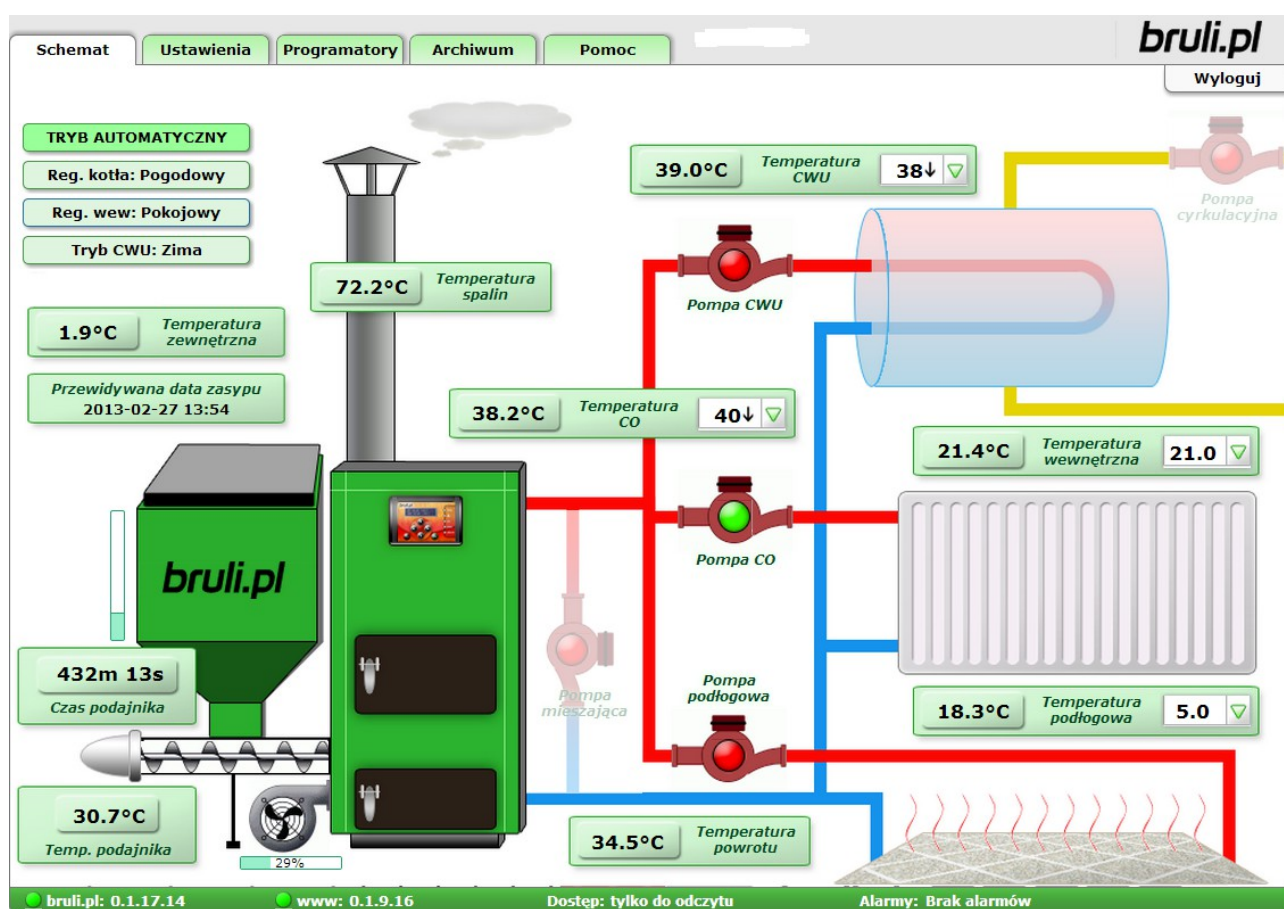 bruli.pl
Schemat
Ustawienia
Programatory
Archiwum
Pomoc
Wyloguj
TRYB AUTOMATYCZNY
Reg. kotła: Pogodowy
Reg. wew: Pokojowy
Tryb CWU: Zima
39.0°C
Temperatura
CWU
38↓
Pompa
cyrkulacyjna
72.2°C
Temperatura
spalin
Pompa CWU
1.9°C
Temperatura
zewnętrzna
Przewidywana data zasypu
2013-02-27 13:54
38.2°C
Temperatura
CO
40↓
21.4°C
Temperatura
wewnętrzna
21.0
bruli.pl
Pompa CO
432m 13s
Czas podajnika
Pompa
mieszająca
Pompa
podłogowa
18.3°C
Temperatura
podłogowa
5.0
30.7°C
Temp. podajnika
29%
34.5°C
Temperatura
powrotu
bruli.pl: 0.1.17.14
www: 0.1.9.16
Dostęp: tylko do odczytu
Alarmy: Brak alarmów